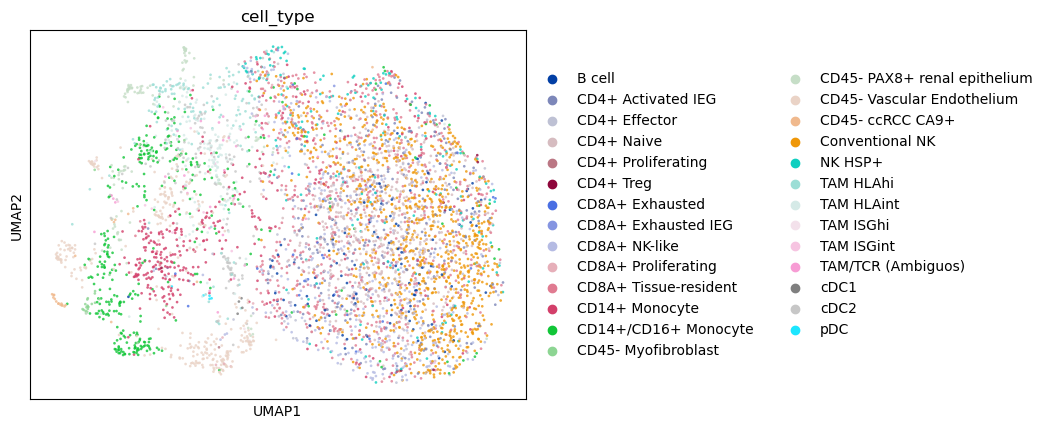 cell_type
UMAP2
UMAP1
B cell
CD4+ Activated IEG
CD4+ Effector
CD4+ Naive
CD4+ Proliferating
CD4+ Treg
CD8A+ Exhausted
CD8A+ Exhausted IEG
CD8A+ NK-like
CD8A+ Proliferating
CD8A+ Tissue-resident
CD14+ Monocyte
CD14+/CD16+ Monocyte
CD45- Myofibroblast
CD45- PAX8+ renal epithelium
CD45- Vascular Endothelium
CD45- ccRCC CA9+
Conventional NK
NK HSP+
TAM HLAhi
TAM HLAint
TAM ISGhi
TAM ISGint
TAM/TCR (Ambiguos)
cDC1
cDC2
pDC